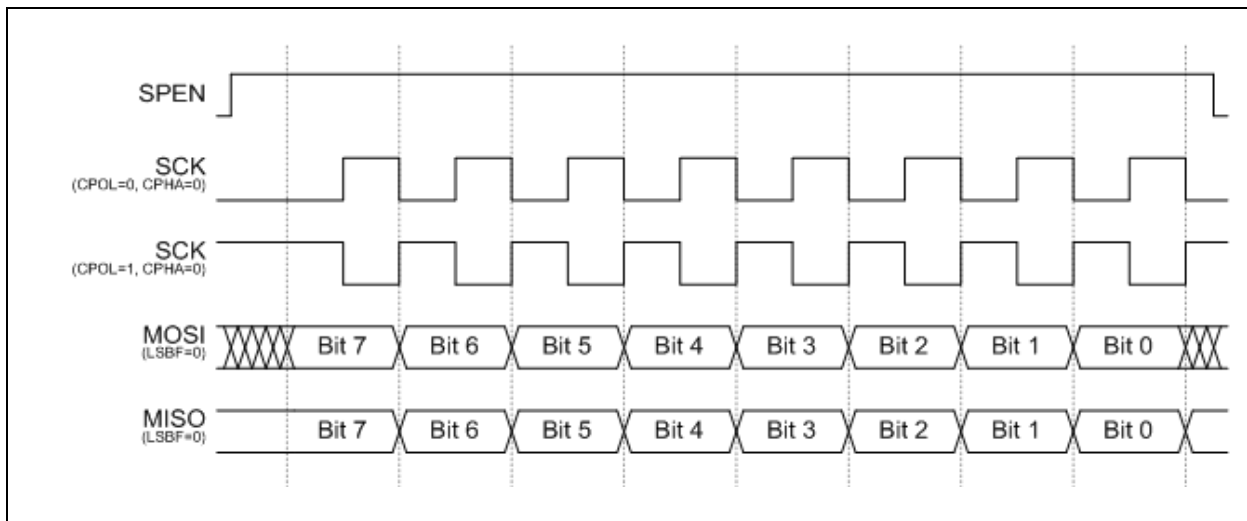 SPEN
SCK
(CPOL=0, CPHA=0)
SCK
(CPOL=1, CPHA=0)
MOSI
(LSBF=0)
Bit 7 Bit 6 Bit 5 Bit 4 Bit 3 Bit 2 Bit 1 Bit 0
MISO
(LSBF=0)
Bit 7 Bit 6 Bit 5 Bit 4 Bit 3 Bit 2 Bit 1 Bit 0